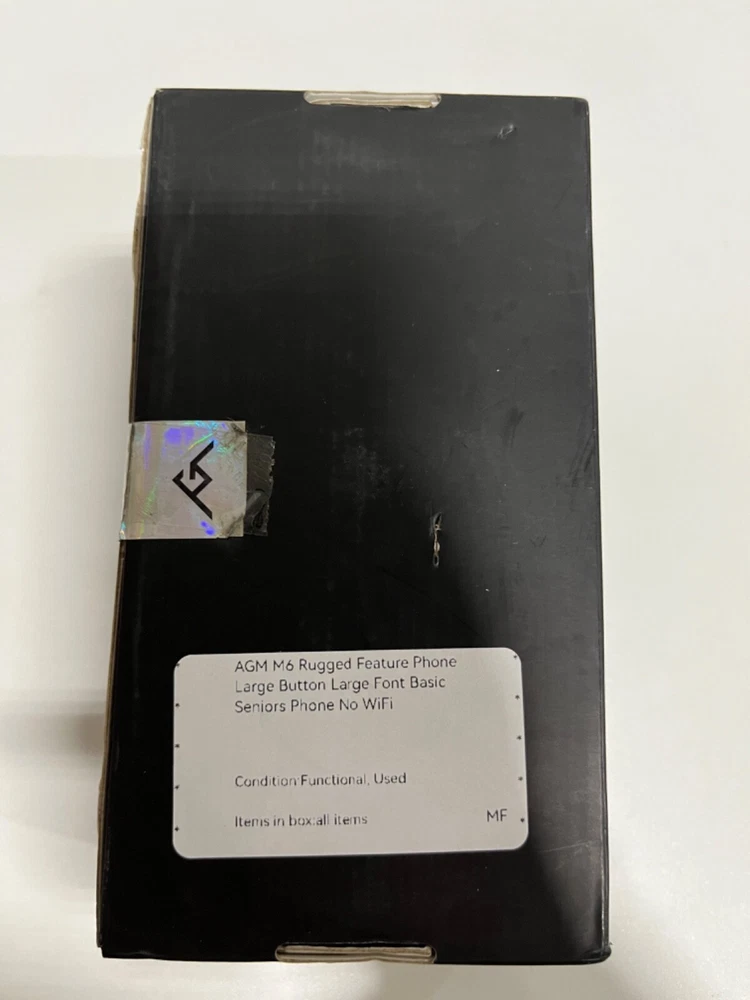 AGM M6 Rugged Feature Phone
Large Button Large Font Basic
Seniors Phone No WiFi
Condition:Functional, Used
Items in box:all items
MF